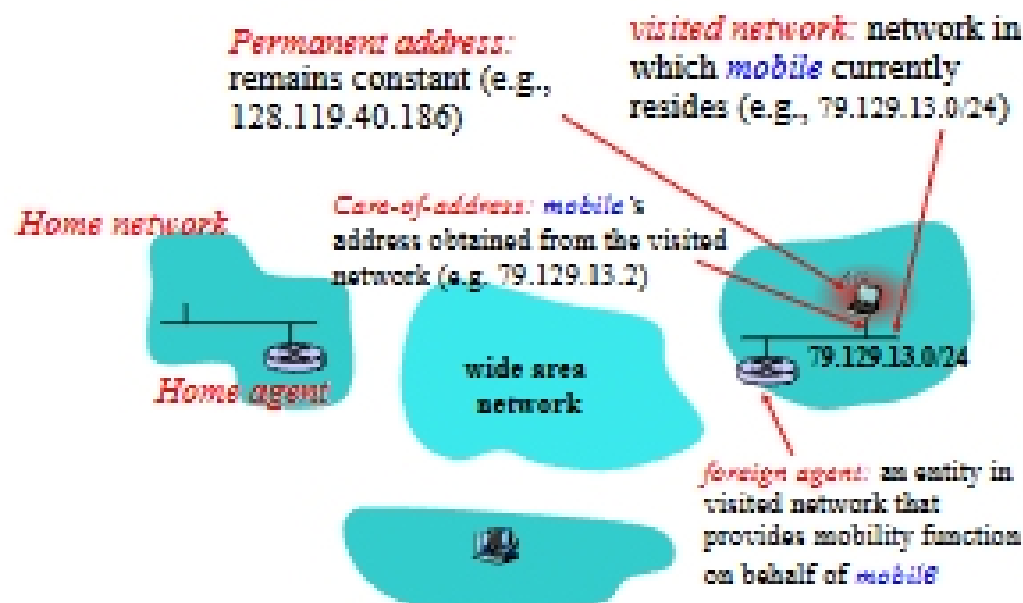 Permanent address:
remains constant (e.g.,
128.119.40.186)
visited network: network in
which mobile currently
resides (e.g., 79.129.13.0/24)
Home network
Care-of-address: mobile's
address obtained from the visited
network (e.g. 79.129.13.2)
wide area
network
79.129.13.0/24
Home agent
foreign agent: an entity in
visited network that
provides mobility function
on behalf of mobile